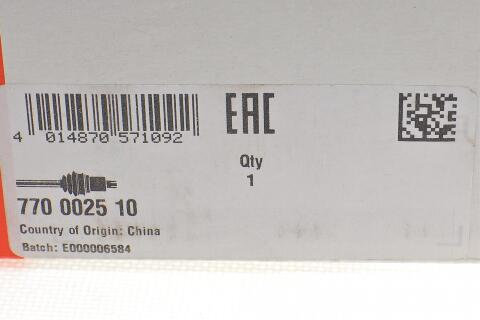 4 014870 571092
EAC
Qty
1
770 0025 10
Country of Origin: China
Batch: E000006584